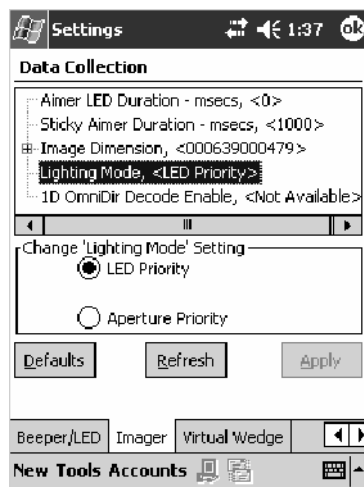 Settings 1:37 ok
Data Collection
Aimer LED Duration - msecs, <0>
Sticky Aimer Duration - msecs, <1000>
Image Dimension, <000639000479>
Lighting Mode, <LED Priority>
1D OmniDir Decode Enable, <Not Available>
Change 'Lighting Mode' Setting
LED Priority
Aperture Priority
Defaults Refresh Apply
Beeper/LED Imager Virtual Wedge
New Tools Accounts